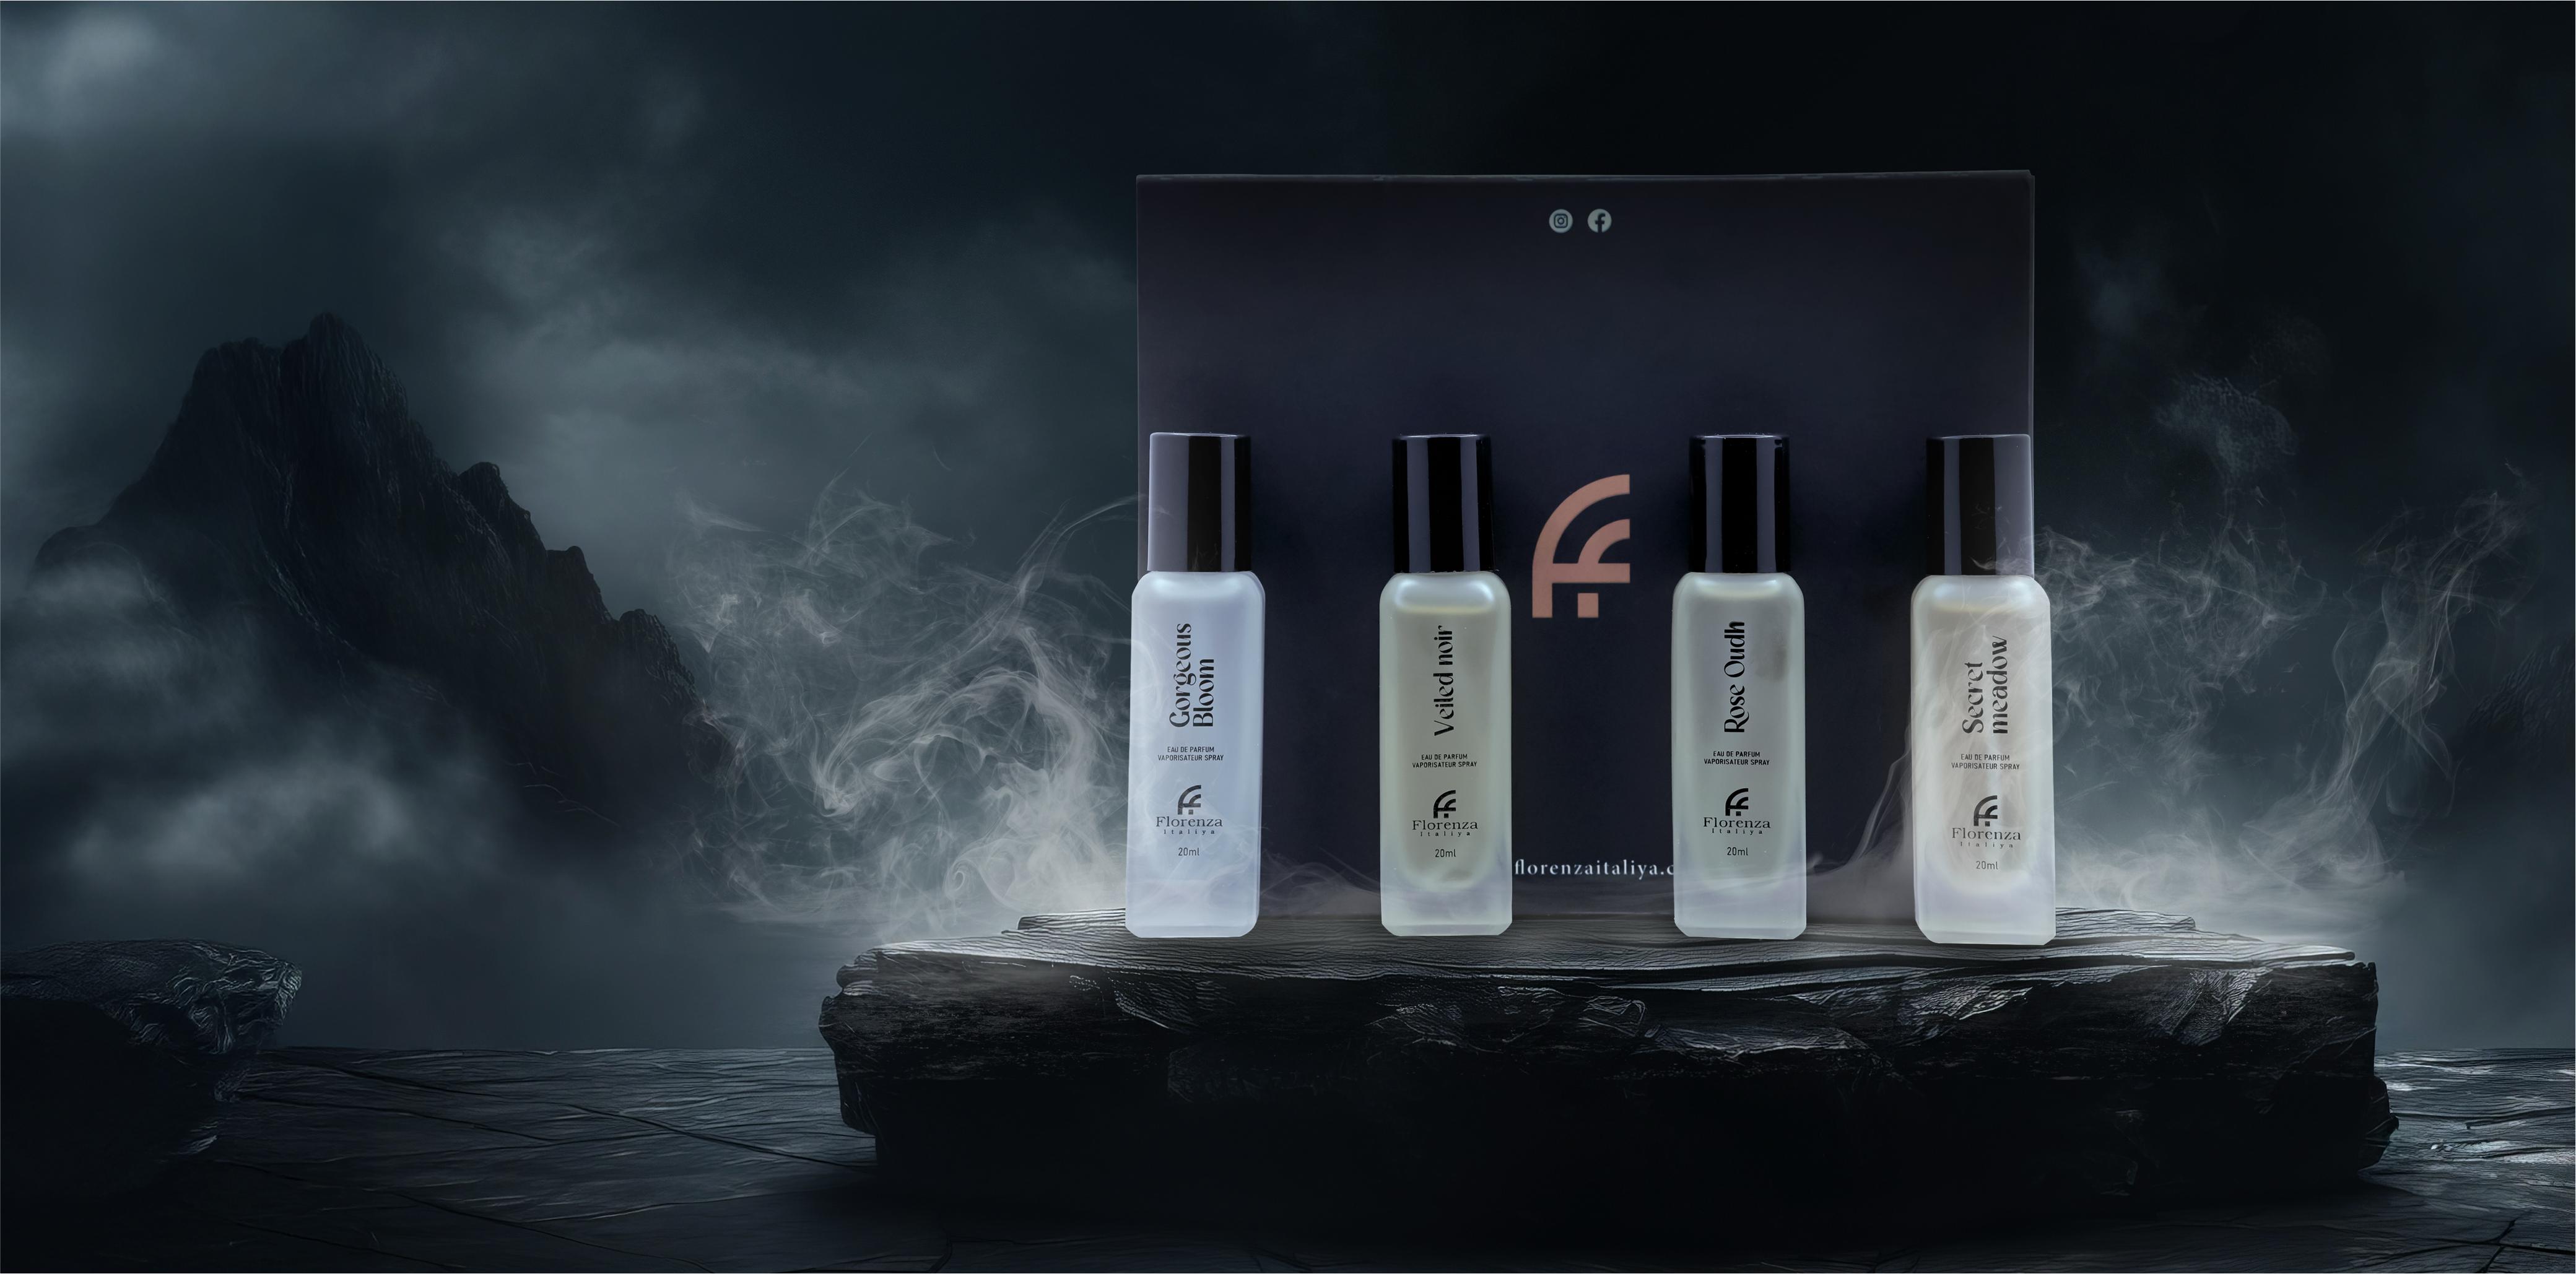 Gorgeous
Bloom
EAU DE PARFUM
VAPORISATEUR SPRAY
Florenza
Italiya
20ml
Veiled noir
EAU DE PARFUM
VAPORISATEUR SPRAY
Florenza
Italiya
20ml
Rose Oudh
EAU DE PARFUM
VAPORISATEUR SPRAY
Florenza
Italiya
20ml
Secret
meadow
EAU DE PARFUM
VAPORISATEUR SPRAY
Florenza
Italiya
20ml
florenzaitaliya.c